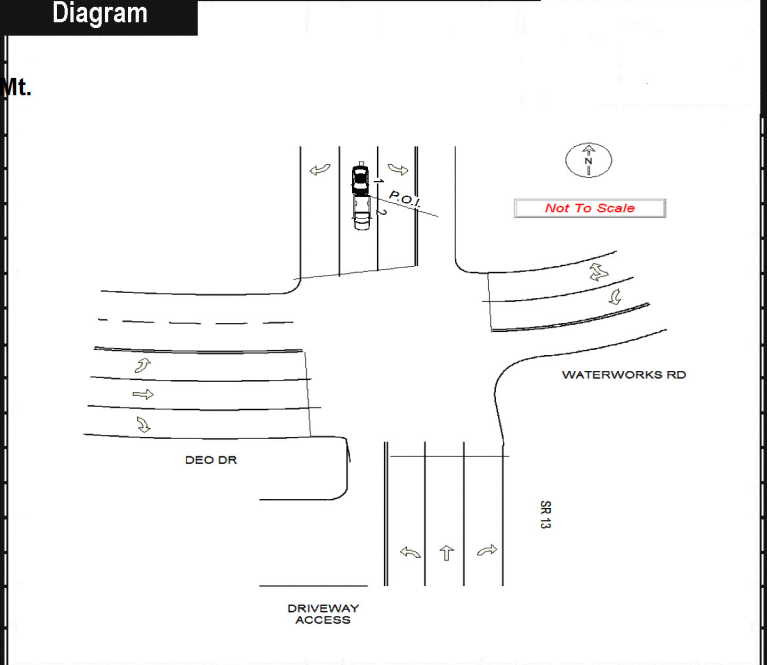 Diagram
Mt.
N
1
P.O.I.
2
Not To Scale
WATERWORKS RD
DEO DR
SR 13
DRIVEWAY
ACCESS